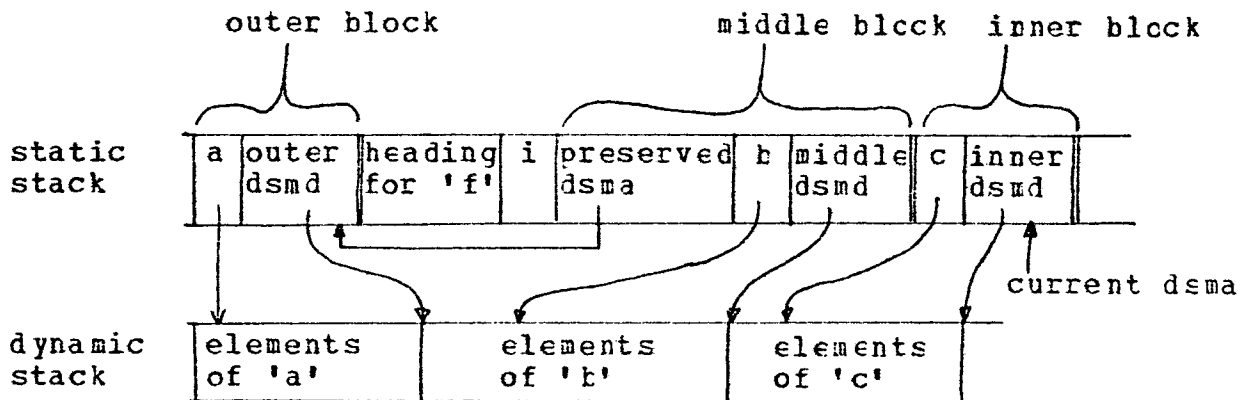 outer block middle block inner block
static a outer heading i preserved b middle c inner
stack dsmd for 'f' dsma dsmd dsmd
current dsma
dynamic elements elements elements
stack of 'a' of 'b' of 'c'